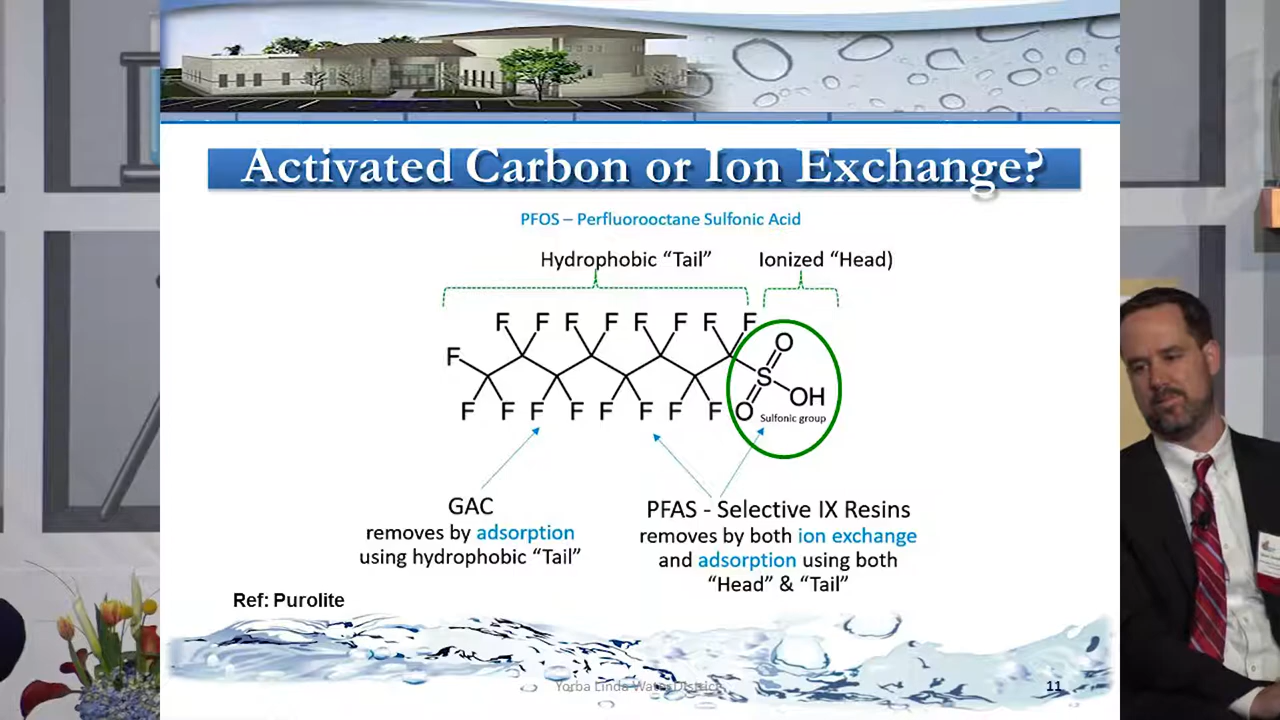 Activated Carbon or Ion Exchange?
PFOS – Perfluorooctane Sulfonic Acid
Hydrophobic “Tail”
Ionized “Head)
F F F F F F F F
F
O
S
OH
F F F F F F F F O
Sulfonic group
GAC
removes by adsorption
using hydrophobic “Tail”
PFAS - Selective IX Resins
removes by both ion exchange
and adsorption using both
“Head” & “Tail”
Ref: Purolite
Yorba Linda Water District
11